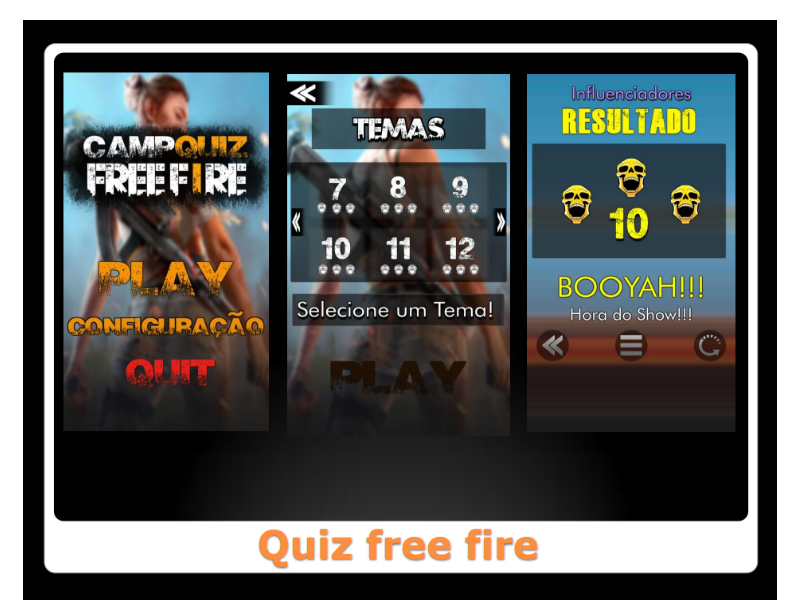 CAMPQUIZ
FREE FIRE
PLAY
CONFIGURAÇÃO
QUIT
TEMAS
7 8 9
10 11 12
Selecione um Tema!
PLAY
Influenciadores
RESULTADO
10
BOOYAH!!!
Hora do Show!!!
Quiz free fire